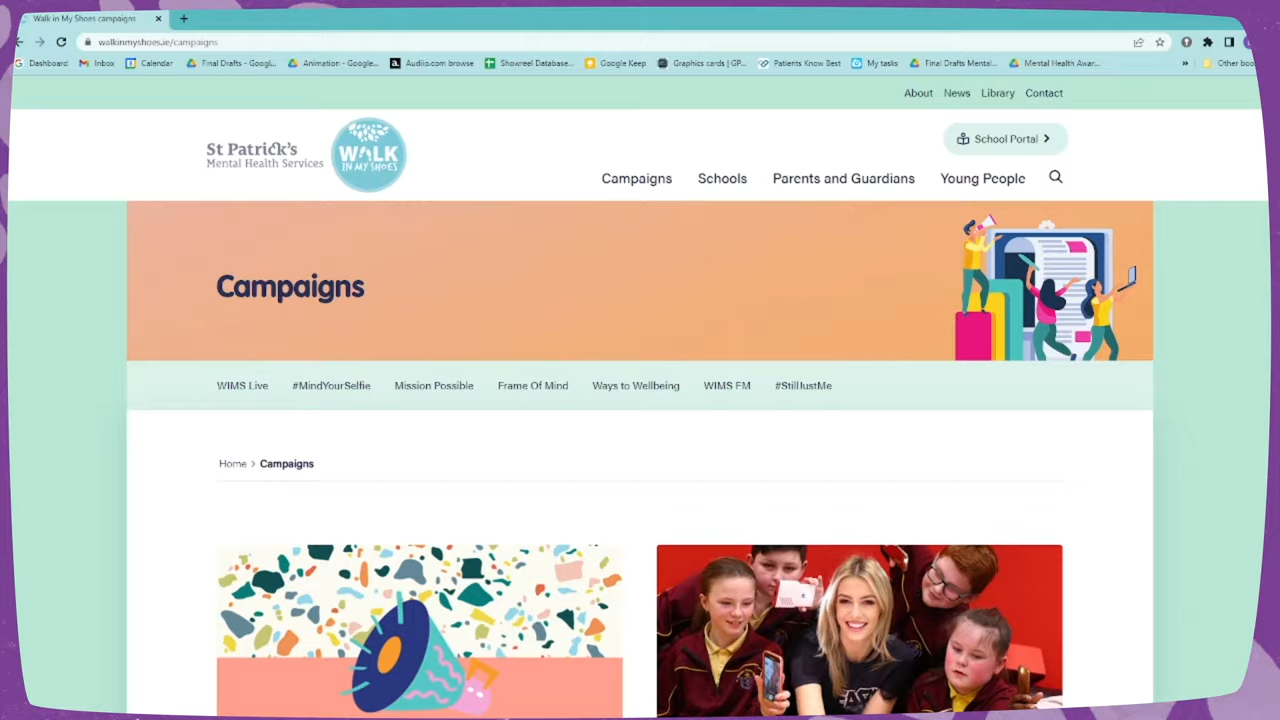 Walk in My Shoes campaigns
walkinmyshoes.ie/campaigns
Dashboard
Inbox
Calendar
Final Drafts - Googl...
Animation - Google...
Audiio.com browse
Showreel Database...
Google Keep
Graphics cards | GP...
Patients Know Best
My tasks
Final Drafts Mental...
Mental Health Awar...
»
Other boo
About News Library Contact
St Patrick's
Mental Health Services
WALK
IN MY SHOES
School Portal
Campaigns Schools Parents and Guardians Young People
Campaigns
WIMS Live #MindYourSelfie Mission Possible Frame Of Mind Ways to Wellbeing WIMS FM #StillJustMe
Home > Campaigns